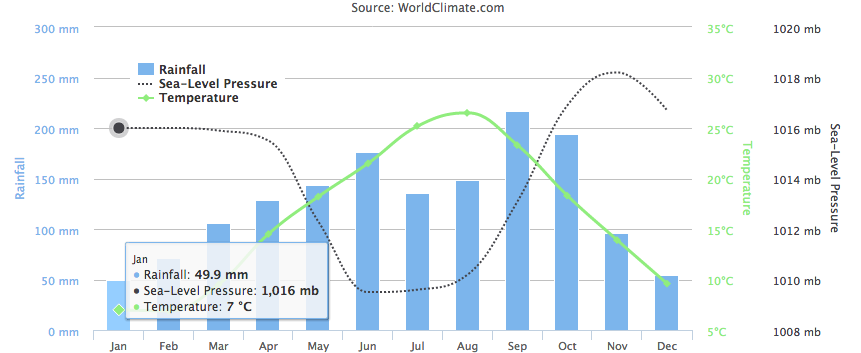 Source: WorldClimate.com
300 mm
250 mm
200 mm
150 mm
100 mm
50 mm
0 mm
Rainfall
Rainfall
Sea-Level Pressure
Temperature
Jan
Rainfall: 49.9 mm
Sea-Level Pressure: 1,016 mb
Temperature: 7 °C
Jan Feb Mar Apr May Jun Jul Aug Sep Oct Nov Dec
35°C
30°C
25°C
20°C
15°C
10°C
5°C
Temperature
1020 mb
1018 mb
1016 mb
1014 mb
1012 mb
1010 mb
1008 mb
Sea-Level Pressure